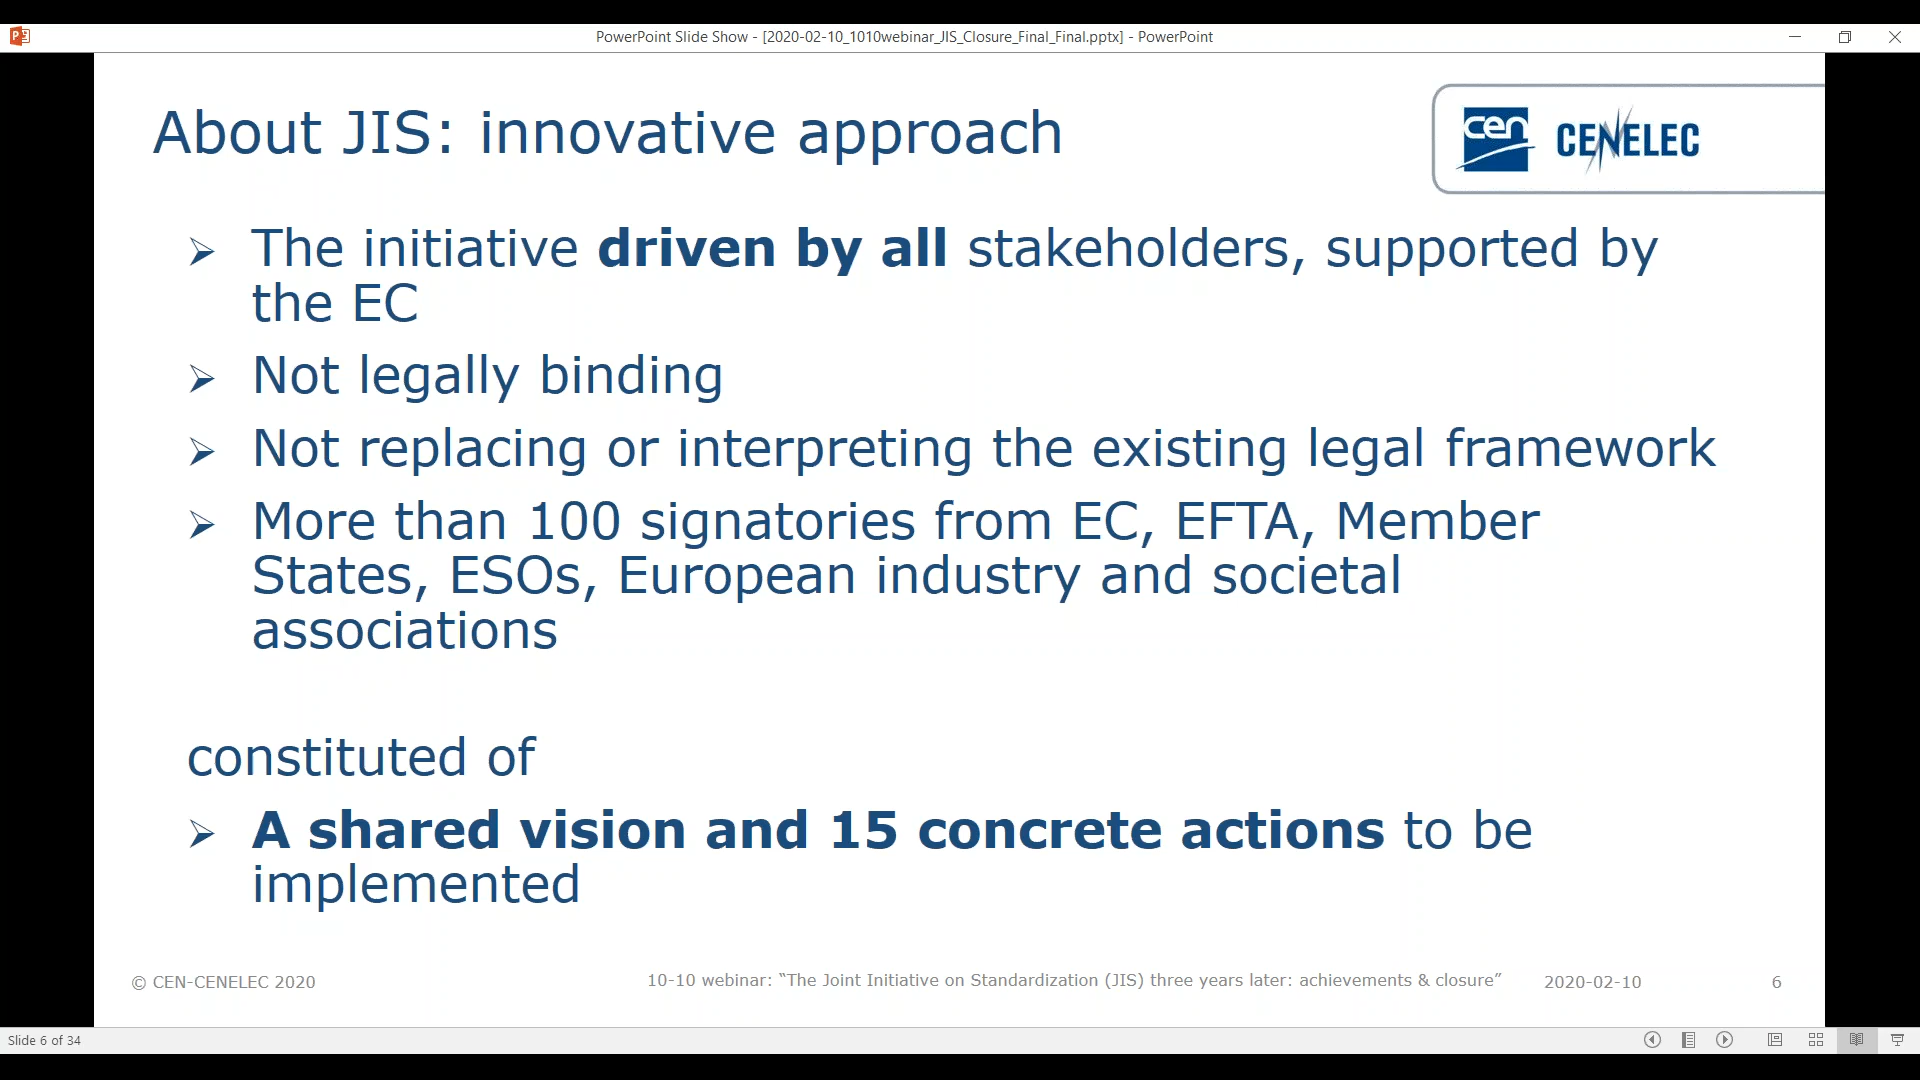 PowerPoint Slide Show - [2020-02-10_1010webinar_JIS_Closure_Final_Final.pptx] - PowerPoint
About JIS: innovative approach
cen
CENELEC
The initiative driven by all stakeholders, supported by
the EC
Not legally binding
Not replacing or interpreting the existing legal framework
More than 100 signatories from EC, EFTA, Member
States, ESOs, European industry and societal
associations
constituted of
A shared vision and 15 concrete actions to be
implemented
© CEN-CENELEC 2020
10-10 webinar: “The Joint Initiative on Standardization (JIS) three years later: achievements & closure”
2020-02-10
6
Slide 6 of 34